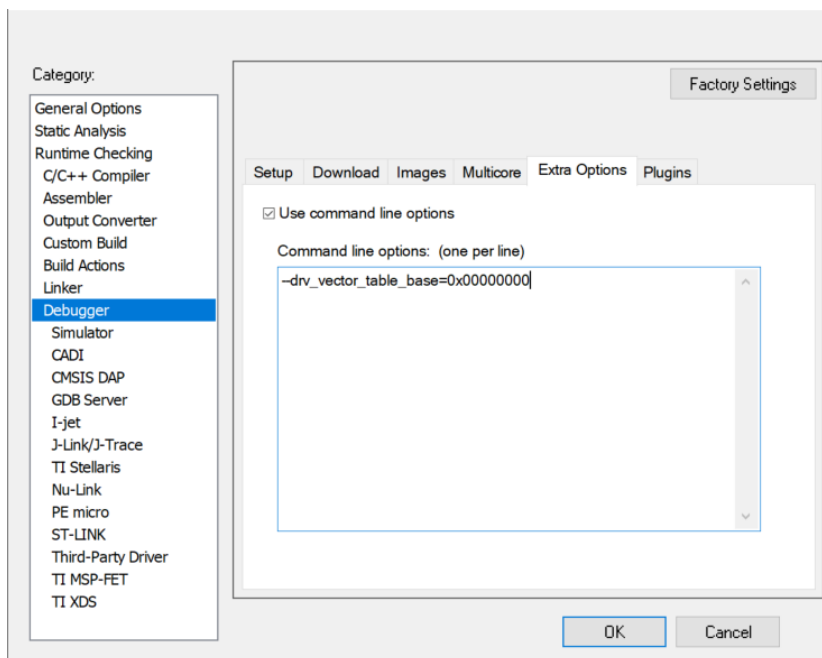 Category:
Factory Settings
General Options
Static Analysis
Runtime Checking
C/C++ Compiler
Assembler
Output Converter
Custom Build
Build Actions
Linker
Debugger
Simulator
CADI
CMSIS DAP
GDB Server
I-jet
J-Link/J-Trace
TI Stellaris
Nu-Link
PE micro
ST-LINK
Third-Party Driver
TI MSP-FET
TI XDS
Setup Download Images Multicore Extra Options Plugins
Use command line options
Command line options: (one per line)
--drv_vector_table_base=0x00000000
OK Cancel